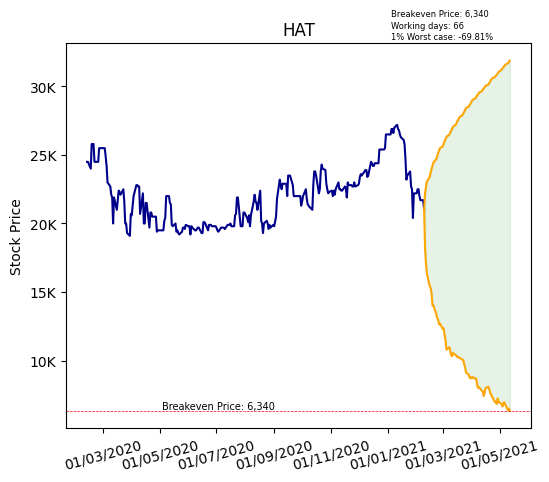 Breakeven Price: 6,340
Working days: 66
1% Worst case: -69.81%
HAT
Stock Price
30K
25K
20K
15K
10K
Breakeven Price: 6,340
01/03/2020 01/05/2020 01/07/2020 01/09/2020 01/11/2020 01/01/2021 01/03/2021 01/05/2021